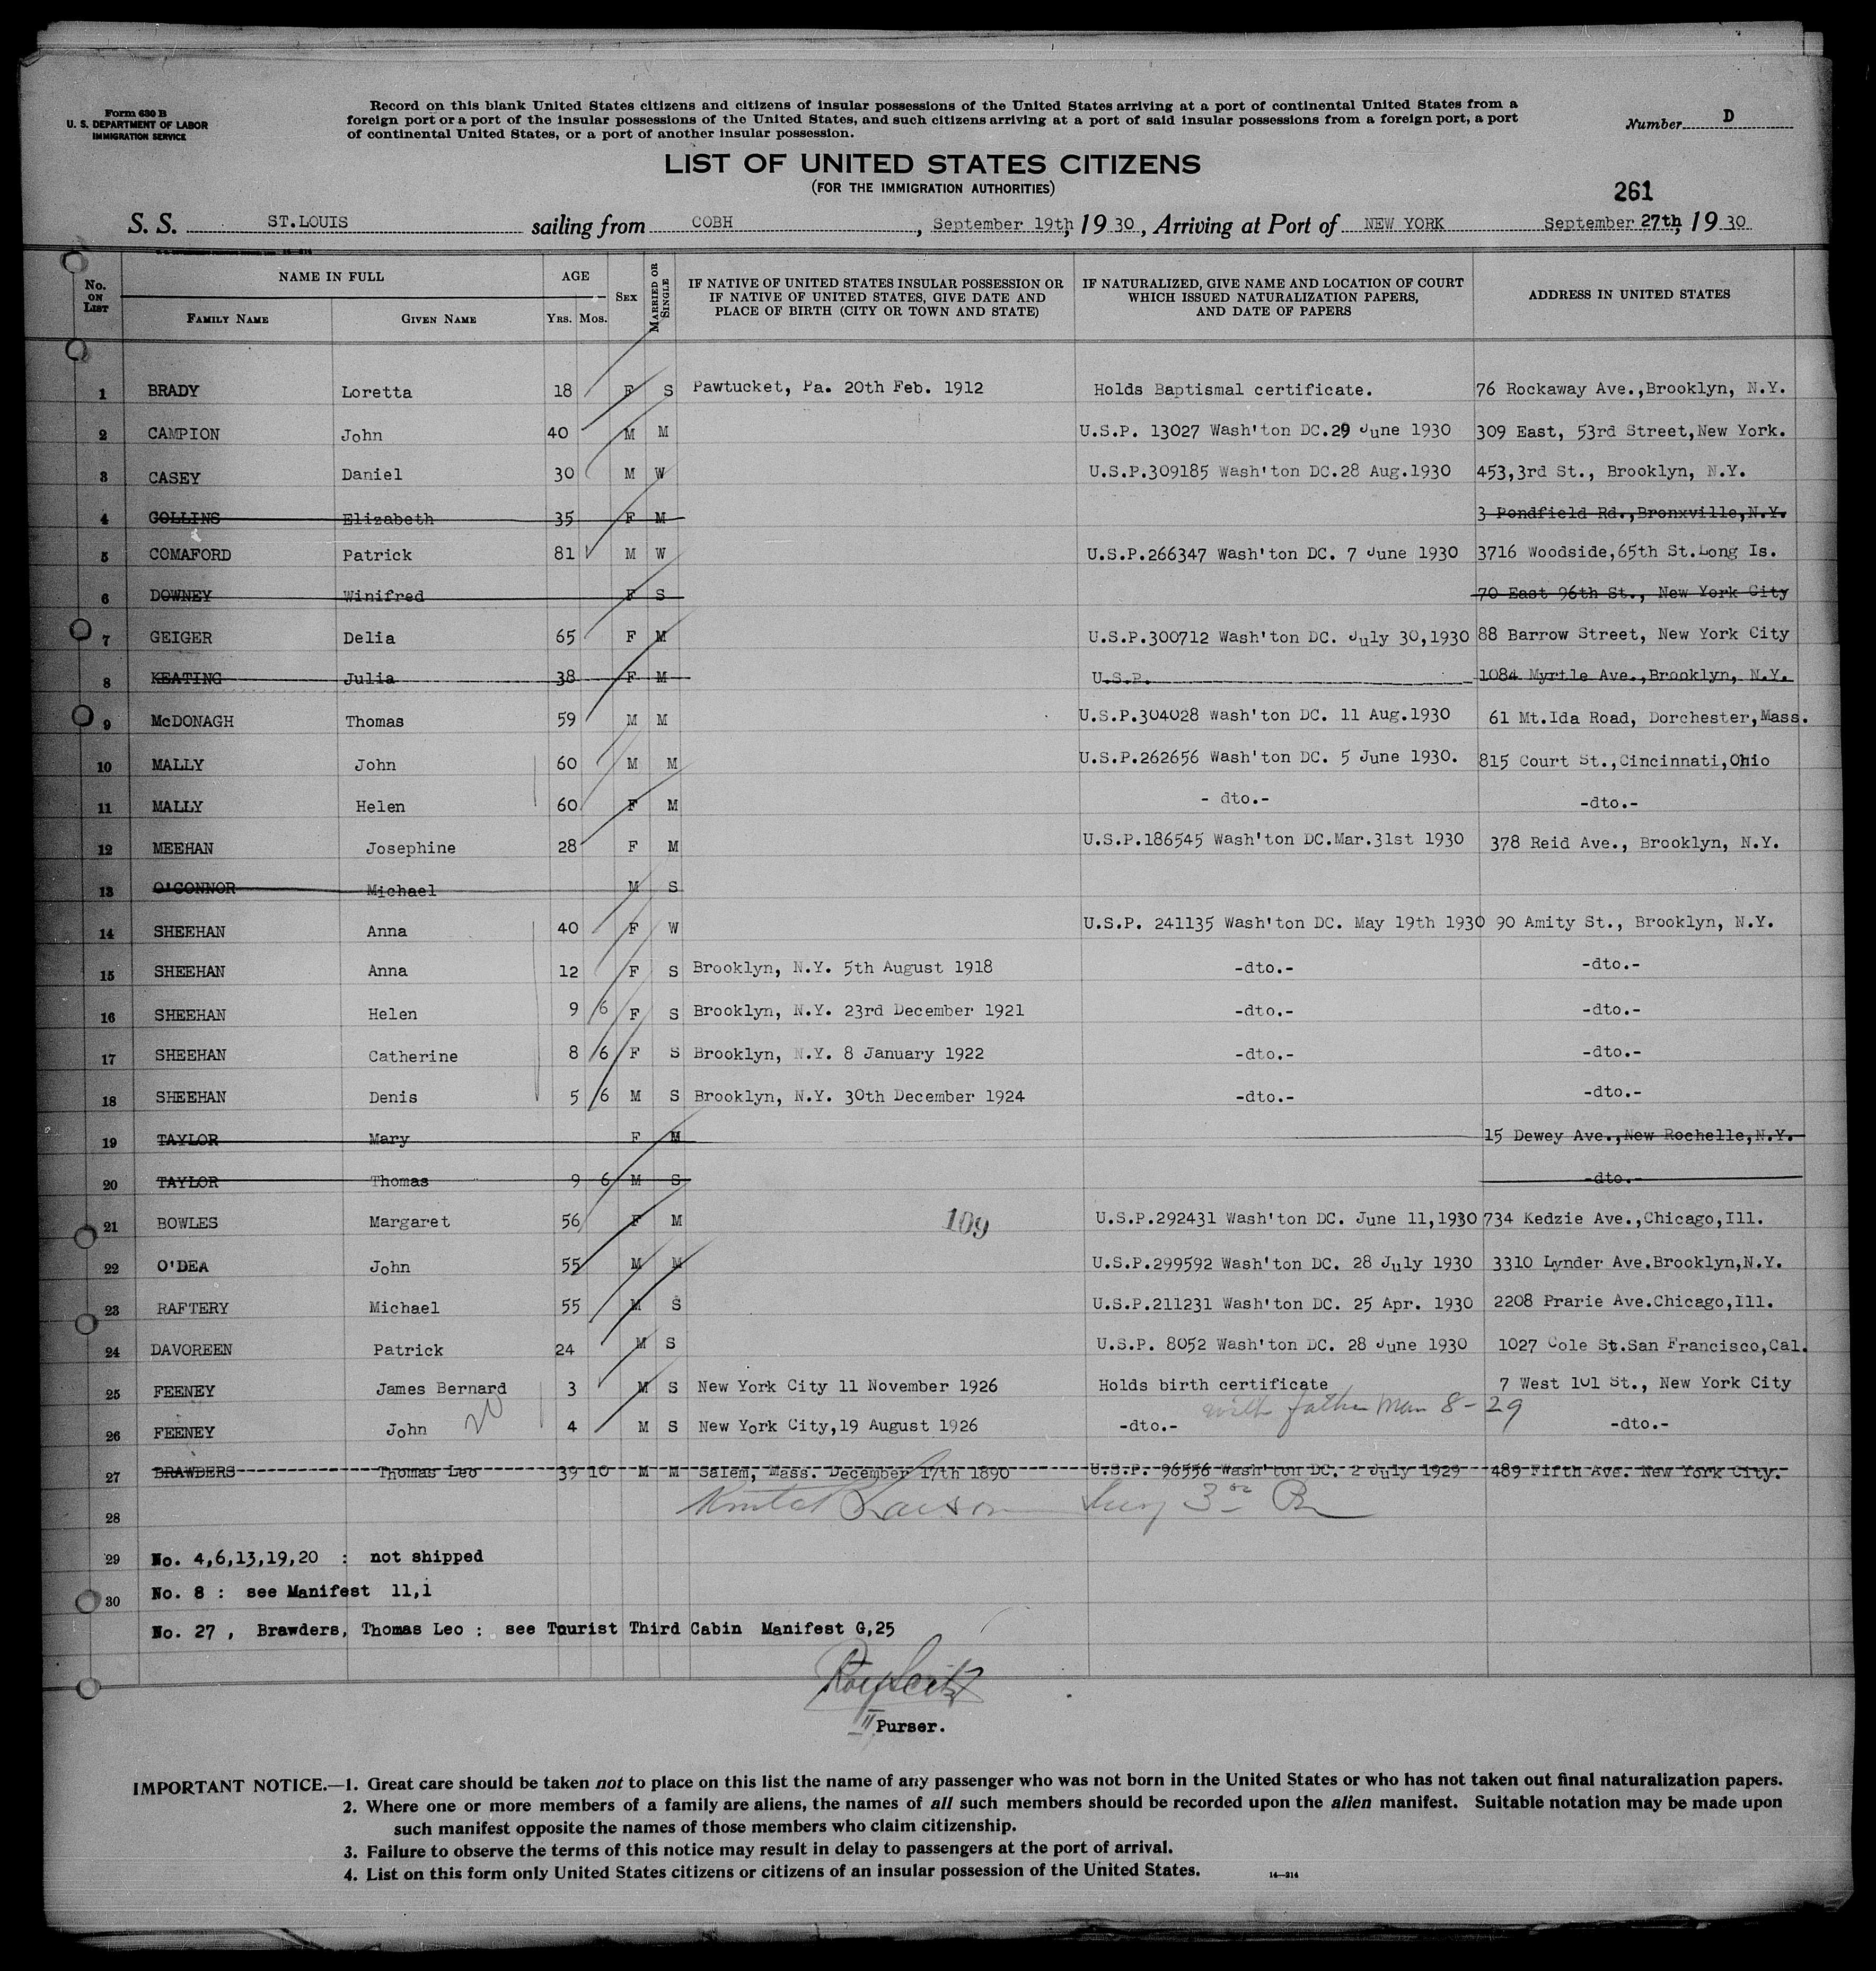 Form 630 B
U. S. DEPARTMENT OF LABOR
IMMIGRATION SERVICE
Record on this blank United States citizens and citizens of insular possessions of the United States arriving at a port of continental United States from a
foreign port or a port of the insular possessions of the United States, and such citizens arriving at a port of said insular possessions from a foreign port, a port
of continental United States, or a port of another insular possession.
Number D
LIST OF UNITED STATES CITIZENS
(FOR THE IMMIGRATION AUTHORITIES)
261
S. S. ST.LOUIS sailing from COBH, September 19th, 1930, Arriving at Port of NEW YORK September 27th, 1930
No. ON LIST NAME IN FULL FAMILY NAME GIVEN NAME AGE YRS. MOS. SEX MARRIED OR SINGLE IF NATIVE OF UNITED STATES INSULAR POSSESSION OR IF NATIVE OF UNITED STATES, GIVE DATE AND PLACE OF BIRTH (CITY OR TOWN AND STATE) IF NATURALIZED, GIVE NAME AND LOCATION OF COURT WHICH ISSUED NATURALIZATION PAPERS, AND DATE OF PAPERS ADDRESS IN UNITED STATES
1 BRADY Loretta 18 F S Pawtucket, Pa. 20th Feb. 1912 Holds Baptismal certificate. 76 Rockaway Ave.,Brooklyn, N.Y.
2 CAMPION John 40 M M U.S.P. 13027 Wash'ton DC.29 June 1930 309 East, 53rd Street,New York.
3 CASEY Daniel 30 M W U.S.P.309185 Wash'ton DC.28 Aug.1930 453,3rd St., Brooklyn, N.Y.
4 COLLINS Elizabeth 35 F M 3 Pondfield Rd.,Bronxville,N.Y.
5 COMAFORD Patrick 81 M W U.S.P.266347 Wash'ton DC. 7 June 1930 3716 Woodside,65th St.Long Is.
6 DOWNEY Winifred F S 70 East 96th St., New York City
7 GEIGER Delia 65 F M U.S.P.300712 Wash'ton DC. July 30,1930 88 Barrow Street, New York City
8 KEATING Julia 38 F M U.S.P. 1084 Myrtle Ave.,Brooklyn, N.Y.
9 McDONAGH Thomas 59 M M U.S.P.304028 Wash'ton DC. 11 Aug.1930 61 Mt.Ida Road, Dorchester,Mass.
10 MALLY John 60 M M U.S.P.262656 Wash'ton DC. 5 June 1930. 815 Court St.,Cincinnati,Ohio
11 MALLY Helen 60 F M - dto.- -dto.-
12 MEEHAN Josephine 28 F M U.S.P.186545 Wash'ton DC.Mar.31st 1930 378 Reid Ave., Brooklyn, N.Y.
13 O'CONNOR Michael M S
14 SHEEHAN Anna 40 F W U.S.P. 241135 Wash'ton DC. May 19th 1930 90 Amity St., Brooklyn, N.Y.
15 SHEEHAN Anna 12 F S Brooklyn, N.Y. 5th August 1918 -dto.- -dto.-
16 SHEEHAN Helen 9 6 F S Brooklyn, N.Y. 23rd December 1921 -dto.- -dto.-
17 SHEEHAN Catherine 8 6 F S Brooklyn, N.Y. 8 January 1922 -dto.- -dto.-
18 SHEEHAN Denis 5 6 M S Brooklyn, N.Y. 30th December 1924 -dto.- -dto.-
19 TAYLOR Mary F M 15 Dewey Ave.,New Rochelle,N.Y.
20 TAYLOR Thomas 9 6 M S -dto.-
21 BOWLES Margaret 56 F M 109 U.S.P.292431 Wash'ton DC. June 11,1930 734 Kedzie Ave.,Chicago,Ill.
22 O'DEA John 55 M M U.S.P.299592 Wash'ton DC. 28 July 1930 3310 Lynder Ave.Brooklyn,N.Y.
23 RAFTERY Michael 55 M S U.S.P.211231 Wash'ton DC. 25 Apr. 1930 2208 Prarie Ave.Chicago,Ill.
24 DAVOREEN Patrick 24 M S U.S.P. 8052 Wash'ton DC. 28 June 1930 1027 Cole St.San Francisco,Cal.
25 FEENEY James Bernard 3 M S New York City 11 November 1926 Holds birth certificate 7 West 101 St., New York City
with father Man 8-29
26 FEENEY John 20 4 M S New York City,19 August 1926 -dto.- -dto.-
27 BRAWDERS Thomas Leo 39 10 M M Salem, Mass. December 17th 1890 U.S.P. 96556 Wash'ton DC. 2 July 1929 489 Fifth Ave. New York City.
28
29 No. 4,6,13,19,20 : not shipped
30 No. 8 : see Manifest 11,1
No. 27 , Brawders, Thomas Leo : see Tourist Third Cabin Manifest G,25
II Purser.
IMPORTANT NOTICE.—1. Great care should be taken not to place on this list the name of any passenger who was not born in the United States or who has not taken out final naturalization papers.
2. Where one or more members of a family are aliens, the names of all such members should be recorded upon the alien manifest. Suitable notation may be made upon
such manifest opposite the names of those members who claim citizenship.
3. Failure to observe the terms of this notice may result in delay to passengers at the port of arrival.
4. List on this form only United States citizens or citizens of an insular possession of the United States.
14—314